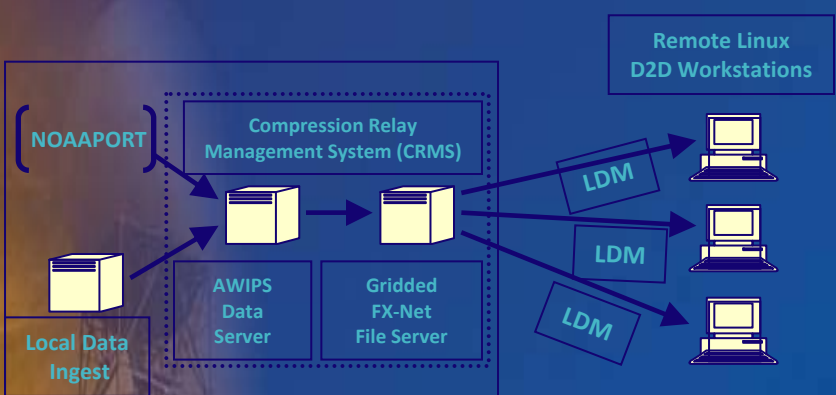 Remote Linux
D2D Workstations
NOAAPORT
Compression Relay
Management System (CRMS)
LDM
LDM
LDM
AWIPS
Data
Server
Gridded
FX-Net
File Server
Local Data
Ingest